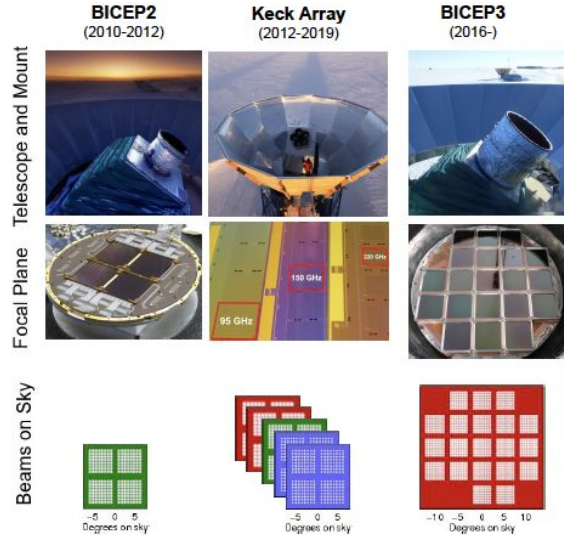 BICEP2
(2010-2012)
Keck Array
(2012-2019)
BICEP3
(2016-)
Telescope and Mount
Focal Plane
95 GHz
150 GHz
220 GHz
Beams on Sky
−5 0 5
Degrees on sky
−5 0 5
Degrees on sky
−10 −5 0 5 10
Degrees on sky